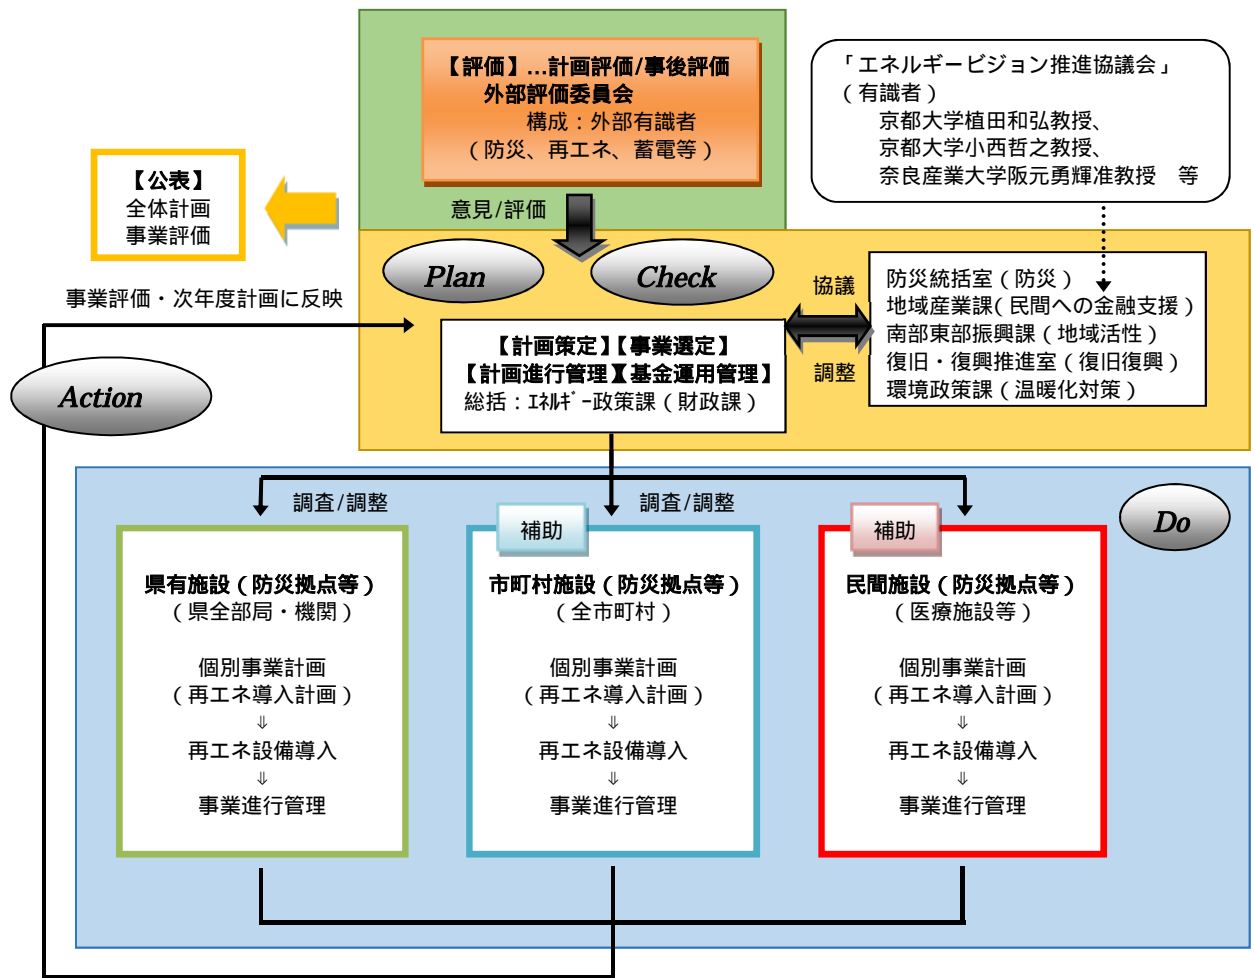 【評価】…計画評価/事後評価
外部評価委員会
構成：外部有識者
（防災、再エネ、蓄電等）
「エネルギービジョン推進協議会」
（有識者）
京都大学植田和弘教授、
京都大学小西哲之教授、
奈良産業大学阪元勇輝准教授　等
【公表】
全体計画
事業評価
意見/評価
Plan
Check
事業評価・次年度計画に反映
協議
調整
防災統括室（防災）
地域産業課（民間への金融支援）
南部東部振興課（地域活性）
復旧・復興推進室（復旧復興）
環境政策課（温暖化対策）
【計画策定】【事業選定】
【計画進行管理】【基金運用管理】
総括：ｴﾈﾙｷﾞｰ政策課（財政課）
Action
調査/調整
調査/調整
Do
県有施設（防災拠点等）
（県全部局・機関）
個別事業計画
（再エネ導入計画）
⇓
再エネ設備導入
⇓
事業進行管理
補助
市町村施設（防災拠点等）
（全市町村）
個別事業計画
（再エネ導入計画）
⇓
再エネ設備導入
⇓
事業進行管理
補助
民間施設（防災拠点等）
（医療施設等）
個別事業計画
（再エネ導入計画）
⇓
再エネ設備導入
⇓
事業進行管理